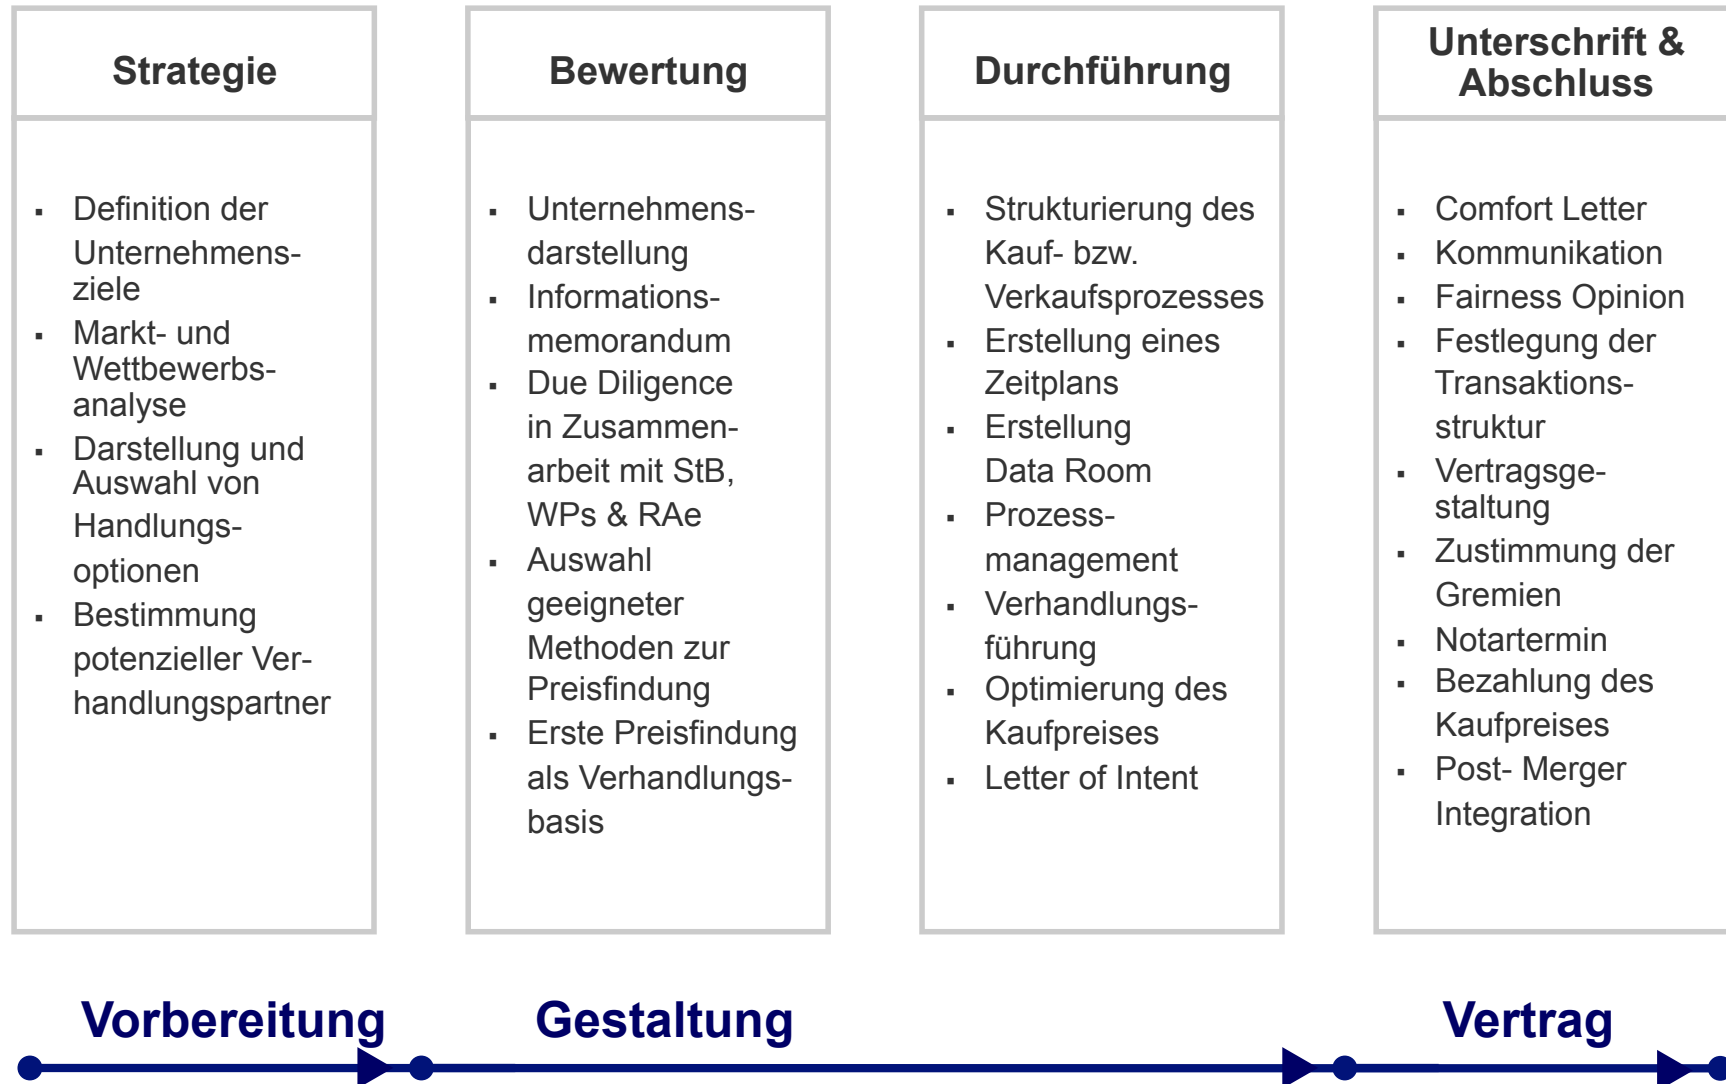 Strategie
Definition der
Unternehmens-
ziele
Markt- und
Wettbewerbs-
analyse
Darstellung und
Auswahl von
Handlungs-
optionen
Bestimmung
potenzieller Ver-
handlungspartner
Bewertung
Unternehmens-
darstellung
Informations-
memorandum
Due Diligence
in Zusammen-
arbeit mit StB,
WPs & RAe
Auswahl
geeigneter
Methoden zur
Preisfindung
Erste Preisfindung
als Verhandlungs-
basis
Durchführung
Strukturierung des
Kauf- bzw.
Verkaufsprozesses
Erstellung eines
Zeitplans
Erstellung
Data Room
Prozess-
management
Verhandlungs-
führung
Optimierung des
Kaufpreises
Letter of Intent
Unterschrift &
Abschluss
Comfort Letter
Kommunikation
Fairness Opinion
Festlegung der
Transaktions-
struktur
Vertragsge-
staltung
Zustimmung der
Gremien
Notartermin
Bezahlung des
Kaufpreises
Post- Merger
Integration
Vorbereitung
Gestaltung
Vertrag